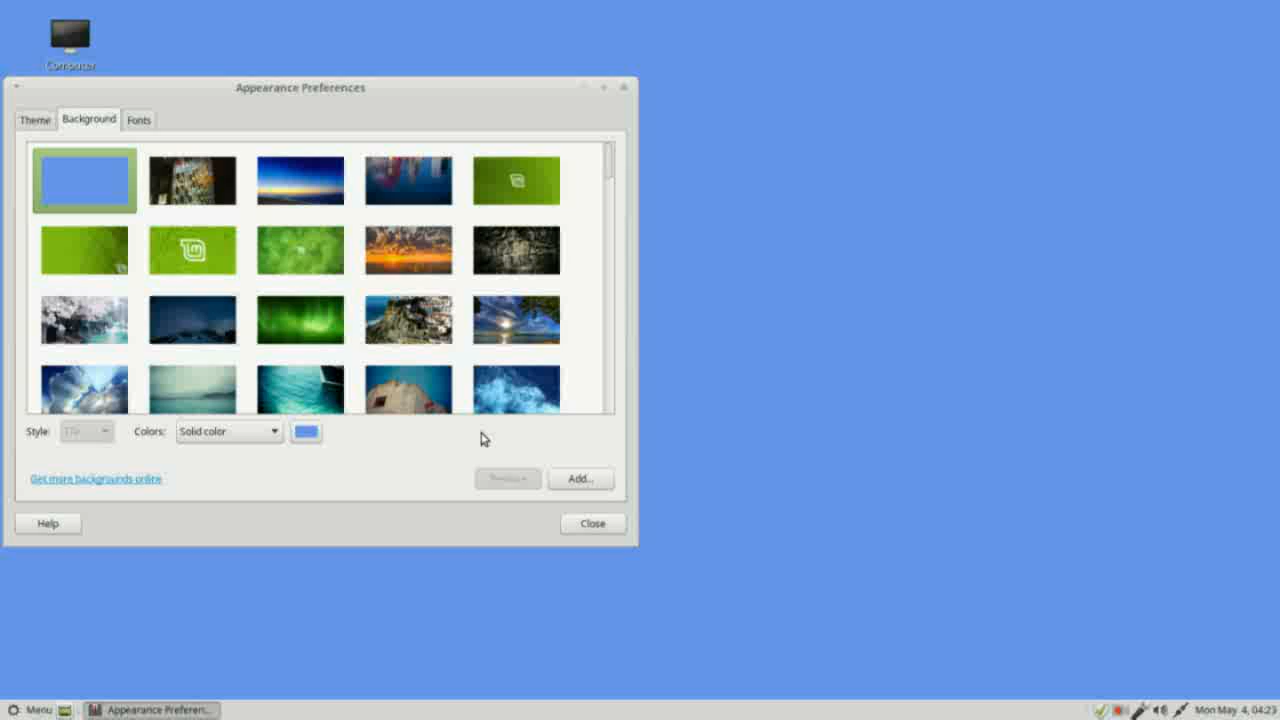 Computer
Appearance Preferences
Theme Background Fonts
Style:
Colors: Solid color
Get more backgrounds online
Add...
Help Close
Menu Appearance Preferen... Mon May 4, 04:23